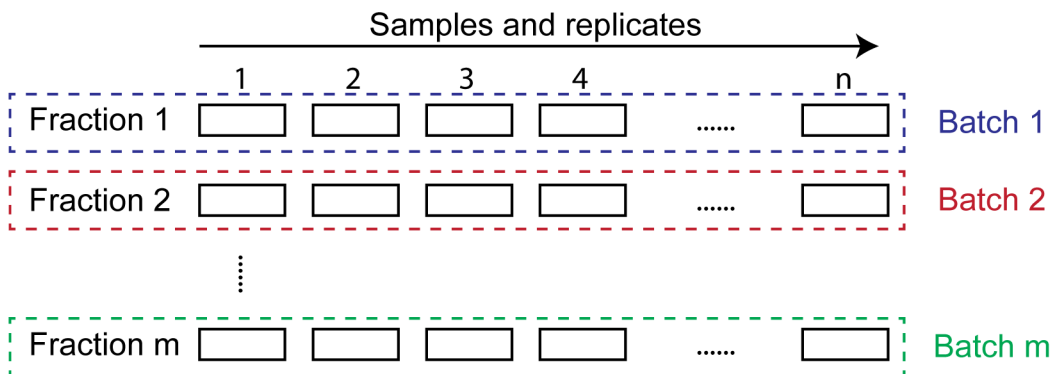 Samples and replicates
1 2 3 4 n
Fraction 1 ...... Batch 1
Fraction 2 ...... Batch 2
......
Fraction m ...... Batch m